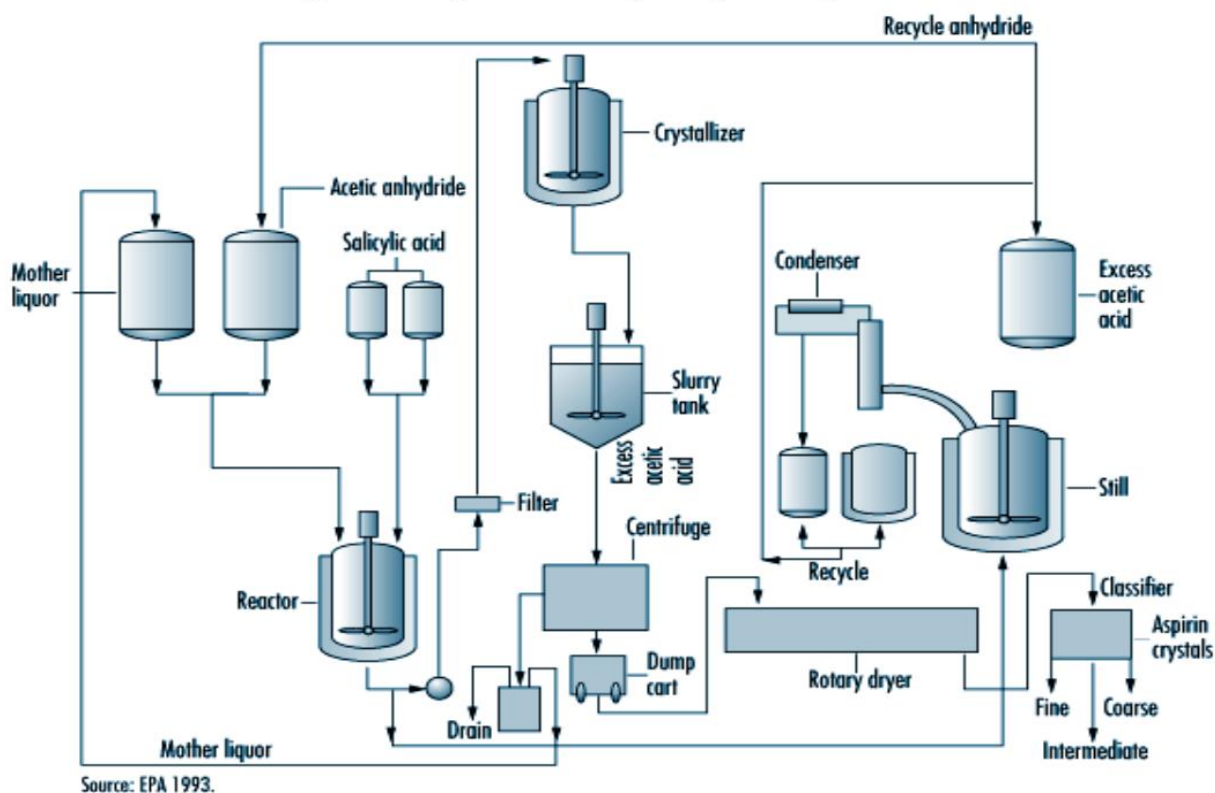 Recycle anhydride
Crystallizer
Acetic anhydride
Salicylic acid
Mother
liquor
Condenser
Excess
acetic
acid
Slurry
tank
Excess
acetic
acid
Filter
Still
Centrifuge
Recycle
Reactor
Classifier
Aspirin
crystals
Dump
cart
Rotary dryer
Fine
Coarse
Drain
Mother liquor
Intermediate
Source: EPA 1993.